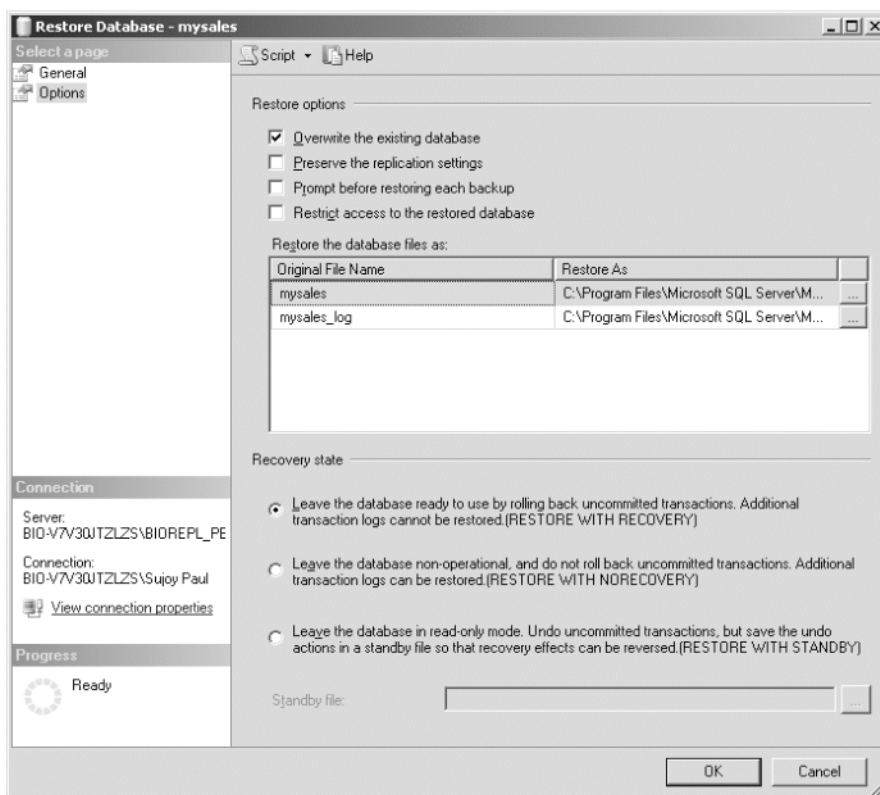 Restore Database - mysales
Select a page
General
Options
Script
Help
Restore options
Overwrite the existing database
Preserve the replication settings
Prompt before restoring each backup
Restrict access to the restored database
Restore the database files as:
Original File Name
Restore As
mysales
C:\Program Files\Microsoft SQL Server\M...
...
mysales_log
C:\Program Files\Microsoft SQL Server\M...
...
Recovery state
Leave the database ready to use by rolling back uncommitted transactions. Additional
transaction logs cannot be restored.(RESTORE WITH RECOVERY)
Leave the database non-operational, and do not roll back uncommitted transactions. Additional
transaction logs can be restored.(RESTORE WITH NORECOVERY)
Leave the database in read-only mode. Undo uncommitted transactions, but save the undo
actions in a standby file so that recovery effects can be reversed.(RESTORE WITH STANDBY)
Standby file:
...
Connection
Server:
BIO-V7V30JTZLZS\BIOREPL_PE
Connection:
BIO-V7V30JTZLZS\Sujoy Paul
View connection properties
Progress
Ready
OK
Cancel